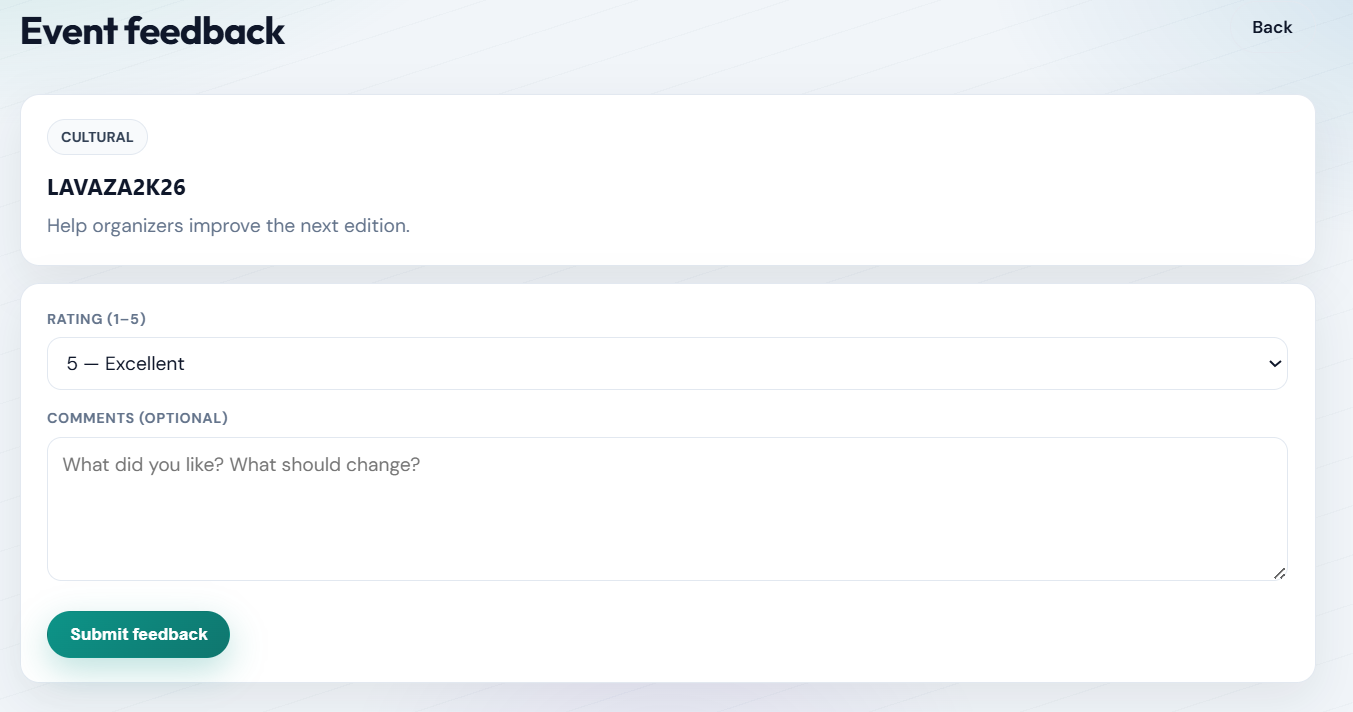 Event feedback
Back
CULTURAL
LAVAZA2K26
Help organizers improve the next edition.
RATING (1–5)
5 — Excellent
COMMENTS (OPTIONAL)
What did you like? What should change?
Submit feedback